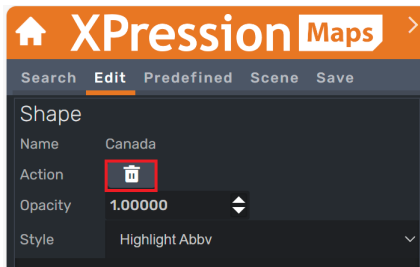 XPression Maps
Search Edit Predefined Scene Save
Shape
Name Canada
Action
Opacity 1.00000
Style Highlight Abbv